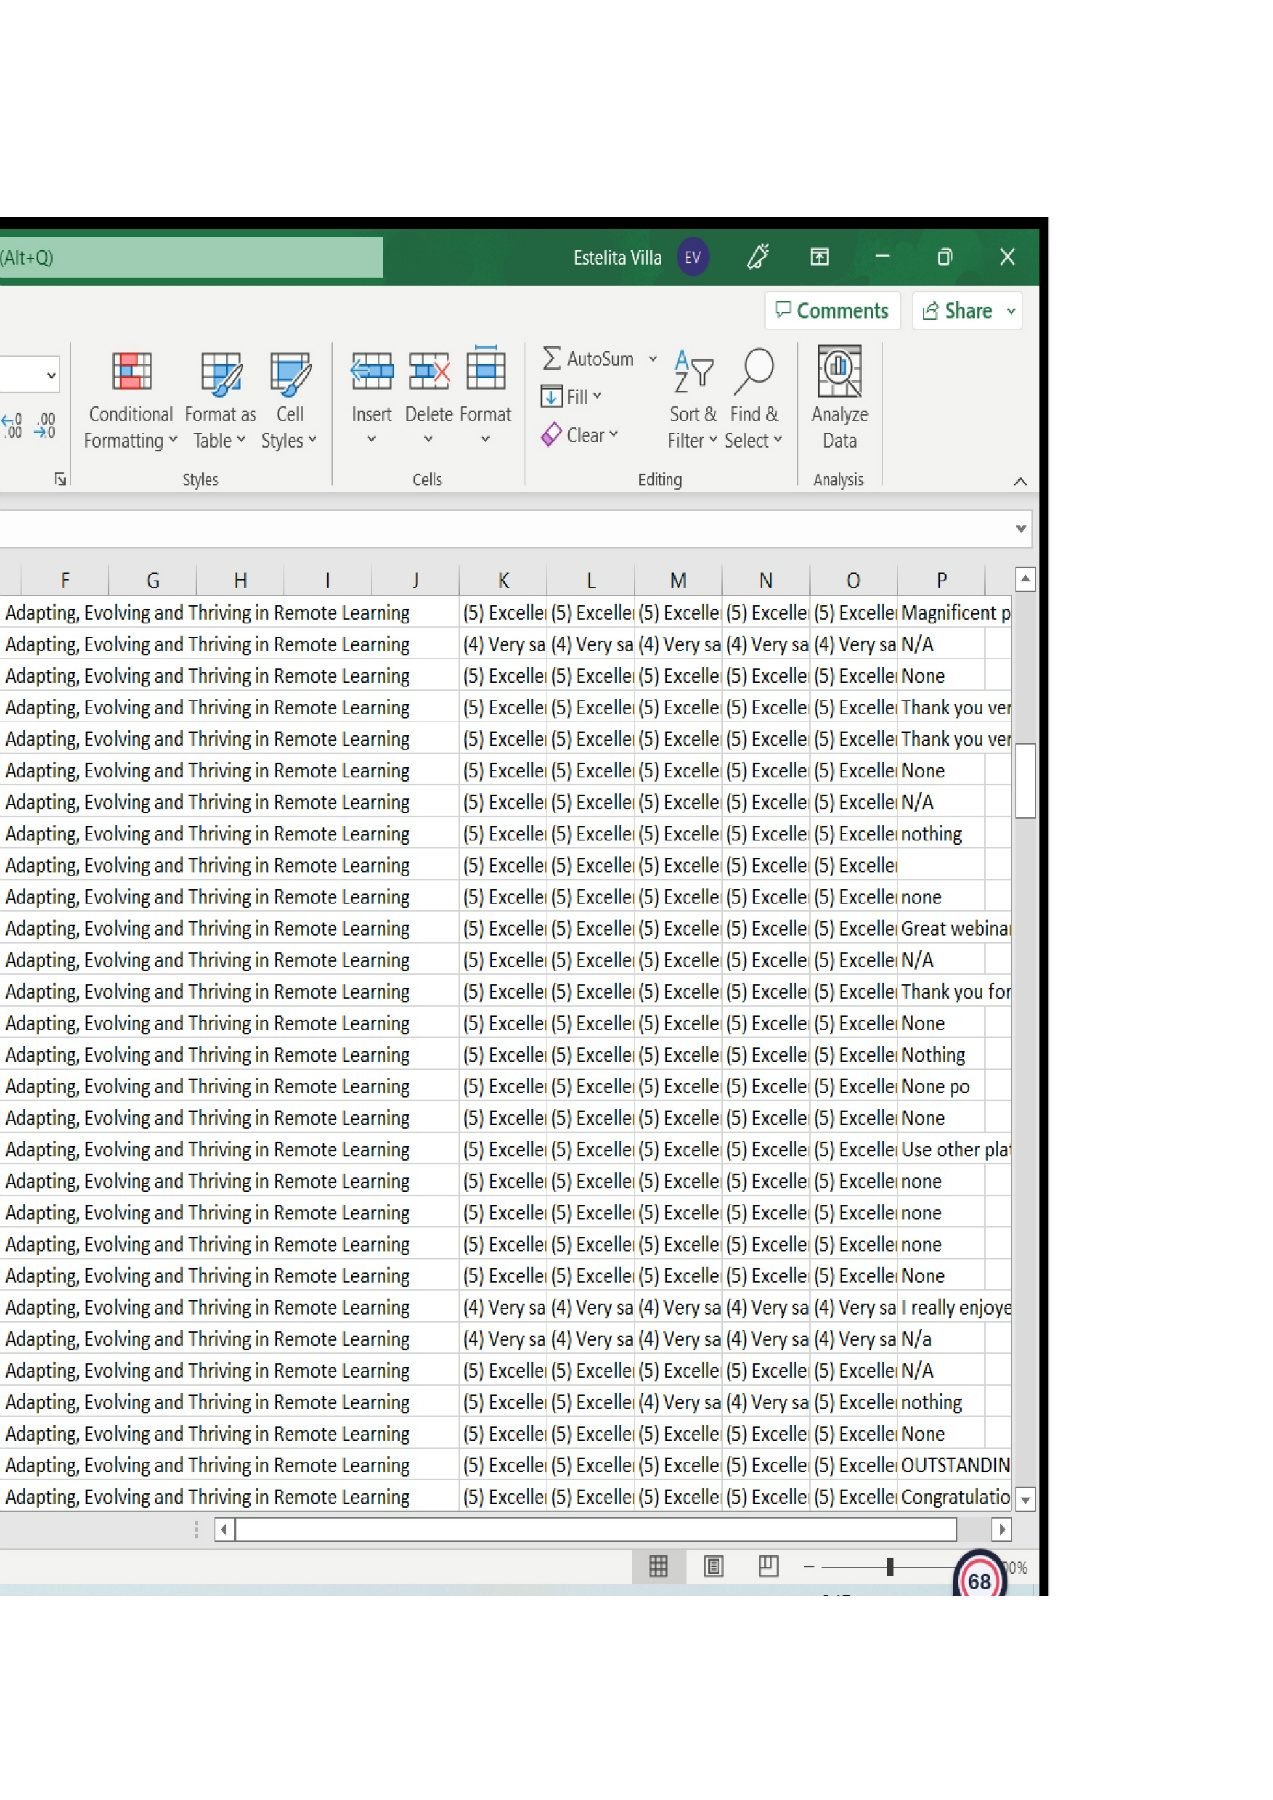 (Alt+Q) Estelita Villa EV
Comments Share
Conditional Formatting Format as Table Cell Styles Insert Delete Format AutoSum Fill Clear Sort & Filter Find & Select Analyze Data
Styles Cells Editing Analysis
F G H I J K L M N O P
Adapting, Evolving and Thriving in Remote Learning (5) Excelle (5) Excelle (5) Excelle (5) Excelle (5) Excelle Magnificent p
Adapting, Evolving and Thriving in Remote Learning (4) Very sa (4) Very sa (4) Very sa (4) Very sa (4) Very sa N/A
Adapting, Evolving and Thriving in Remote Learning (5) Excelle (5) Excelle (5) Excelle (5) Excelle (5) Excelle None
Adapting, Evolving and Thriving in Remote Learning (5) Excelle (5) Excelle (5) Excelle (5) Excelle (5) Excelle Thank you ver
Adapting, Evolving and Thriving in Remote Learning (5) Excelle (5) Excelle (5) Excelle (5) Excelle (5) Excelle Thank you ver
Adapting, Evolving and Thriving in Remote Learning (5) Excelle (5) Excelle (5) Excelle (5) Excelle (5) Excelle None
Adapting, Evolving and Thriving in Remote Learning (5) Excelle (5) Excelle (5) Excelle (5) Excelle (5) Excelle N/A
Adapting, Evolving and Thriving in Remote Learning (5) Excelle (5) Excelle (5) Excelle (5) Excelle (5) Excelle nothing
Adapting, Evolving and Thriving in Remote Learning (5) Excelle (5) Excelle (5) Excelle (5) Excelle (5) Excelle
Adapting, Evolving and Thriving in Remote Learning (5) Excelle (5) Excelle (5) Excelle (5) Excelle (5) Excelle none
Adapting, Evolving and Thriving in Remote Learning (5) Excelle (5) Excelle (5) Excelle (5) Excelle (5) Excelle Great webina
Adapting, Evolving and Thriving in Remote Learning (5) Excelle (5) Excelle (5) Excelle (5) Excelle (5) Excelle N/A
Adapting, Evolving and Thriving in Remote Learning (5) Excelle (5) Excelle (5) Excelle (5) Excelle (5) Excelle Thank you for
Adapting, Evolving and Thriving in Remote Learning (5) Excelle (5) Excelle (5) Excelle (5) Excelle (5) Excelle None
Adapting, Evolving and Thriving in Remote Learning (5) Excelle (5) Excelle (5) Excelle (5) Excelle (5) Excelle Nothing
Adapting, Evolving and Thriving in Remote Learning (5) Excelle (5) Excelle (5) Excelle (5) Excelle (5) Excelle None po
Adapting, Evolving and Thriving in Remote Learning (5) Excelle (5) Excelle (5) Excelle (5) Excelle (5) Excelle None
Adapting, Evolving and Thriving in Remote Learning (5) Excelle (5) Excelle (5) Excelle (5) Excelle (5) Excelle Use other plat
Adapting, Evolving and Thriving in Remote Learning (5) Excelle (5) Excelle (5) Excelle (5) Excelle (5) Excelle none
Adapting, Evolving and Thriving in Remote Learning (5) Excelle (5) Excelle (5) Excelle (5) Excelle (5) Excelle none
Adapting, Evolving and Thriving in Remote Learning (5) Excelle (5) Excelle (5) Excelle (5) Excelle (5) Excelle none
Adapting, Evolving and Thriving in Remote Learning (5) Excelle (5) Excelle (5) Excelle (5) Excelle (5) Excelle None
Adapting, Evolving and Thriving in Remote Learning (4) Very sa (4) Very sa (4) Very sa (4) Very sa (4) Very sa I really enjoye
Adapting, Evolving and Thriving in Remote Learning (4) Very sa (4) Very sa (4) Very sa (4) Very sa (4) Very sa N/a
Adapting, Evolving and Thriving in Remote Learning (5) Excelle (5) Excelle (5) Excelle (5) Excelle (5) Excelle N/A
Adapting, Evolving and Thriving in Remote Learning (5) Excelle (5) Excelle (4) Very sa (4) Very sa (5) Excelle nothing
Adapting, Evolving and Thriving in Remote Learning (5) Excelle (5) Excelle (5) Excelle (5) Excelle (5) Excelle None
Adapting, Evolving and Thriving in Remote Learning (5) Excelle (5) Excelle (5) Excelle (5) Excelle (5) Excelle OUTSTANDIN
Adapting, Evolving and Thriving in Remote Learning (5) Excelle (5) Excelle (5) Excelle (5) Excelle (5) Excelle Congratulatio
68